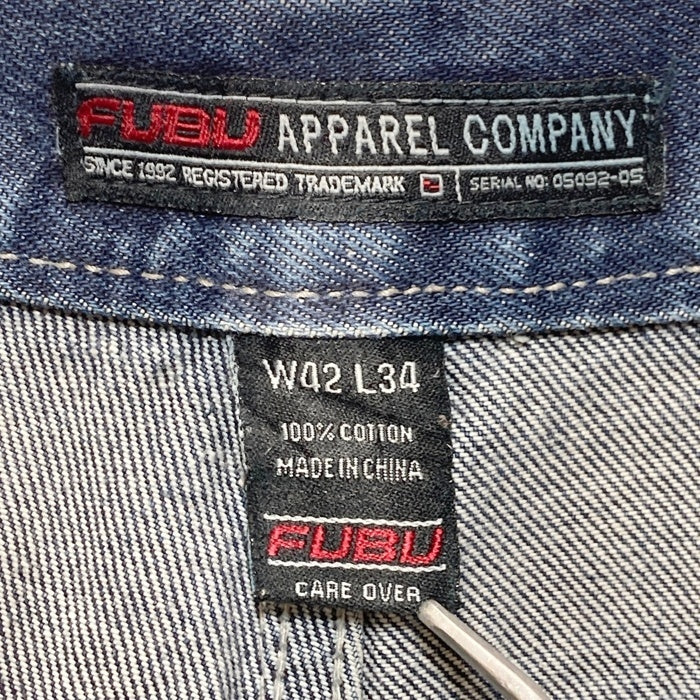 FUBU APPAREL COMPANY
SINCE 1992 REGISTERED TRADEMARK SERIAL NO: 05092-05
W42 L34
100% COTTON
MADE IN CHINA
FUBU
CARE OVER